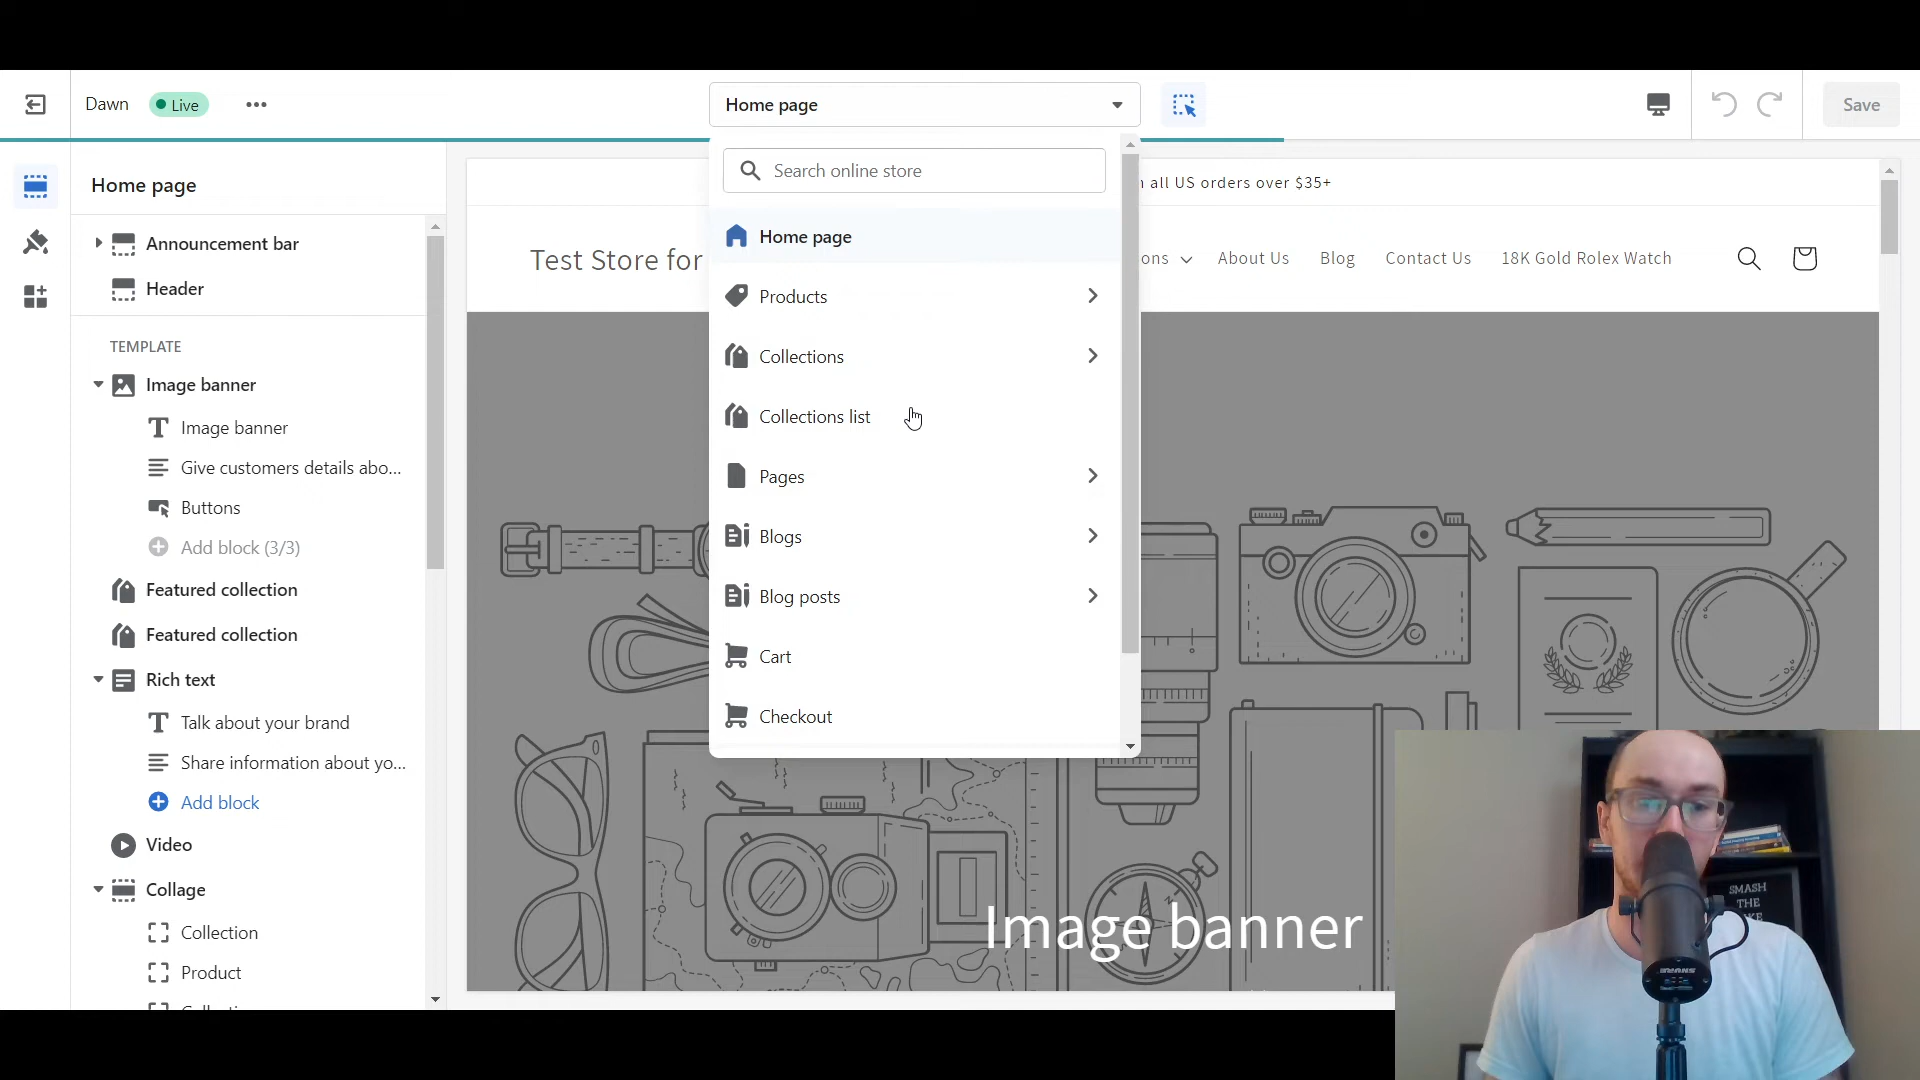 Dawn
Live
Home page
Save
Home page
Announcement bar
Header
TEMPLATE
Image banner
Image banner
Give customers details abo...
Buttons
Add block (3/3)
Featured collection
Featured collection
Rich text
Talk about your brand
Share information about yo...
Add block
Video
Collage
Collection
Product
Search online store
Home page
Products
Collections
Collections list
Pages
Blogs
Blog posts
Cart
Checkout
all US orders over $35+
Test Store for
ons
About Us
Blog
Contact Us
18K Gold Rolex Watch
Image banner
SMASH
THE
SHURE